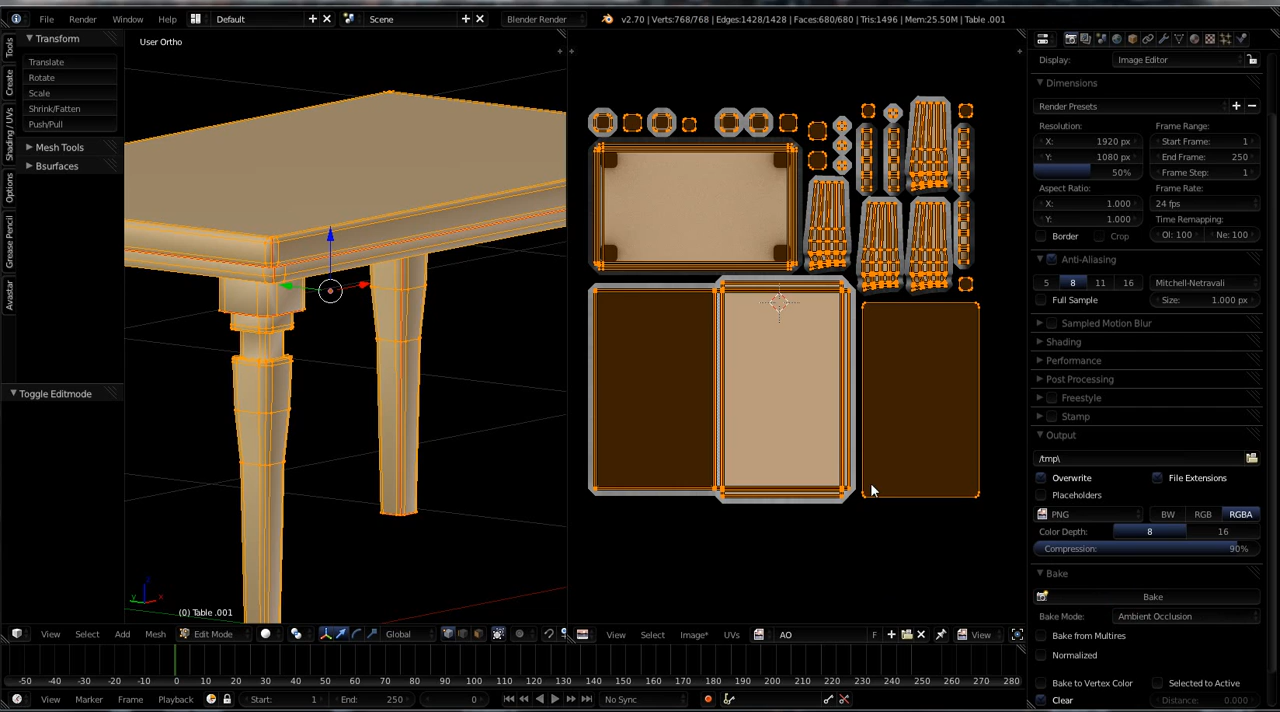 File Render Window Help Default Scene Blender Render v2.70 | Verts:768/768 | Edges:1428/1428 | Faces:680/680 | Tris:1496 | Mem:25.50M | Table .001
Tools
Create
Shading / UVs
Options
Grease Pencil
Avastar
Transform
Translate
Rotate
Scale
Shrink/Fatten
Push/Pull
Mesh Tools
Bsurfaces
Toggle Editmode
User Ortho
(0) Table .001
Display: Image Editor
Dimensions
Render Presets
Resolution: Frame Range:
X: 1920 px Start Frame: 1
Y: 1080 px End Frame: 250
50% Frame Step: 1
Aspect Ratio: Frame Rate:
X: 1.000 24 fps
Y: 1.000 Time Remapping:
Border Crop Ol: 100 Ne: 100
Anti-Aliasing
5 8 11 16 Mitchell-Netravali
Full Sample Size: 1.000 px
Sampled Motion Blur
Shading
Performance
Post Processing
Freestyle
Stamp
Output
/tmp\
Overwrite File Extensions
Placeholders
PNG BW RGB RGBA
Color Depth: 8 16
Compression: 90%
Bake
Bake
Bake Mode: Ambient Occlusion
Bake from Multires
Normalized
Bake to Vertex Color Selected to Active
Clear Distance: 0.000
View Select Add Mesh Edit Mode Global View Select Image* UVs AO F View
-50 -40 -30 -20 -10 0 10 20 30 40 50 60 70 80 90 100 110 120 130 140 150 160 170 180 190 200 210 220 230 240 250 260 270 280
View Marker Frame Playback Start: 1 End: 250 0 No Sync